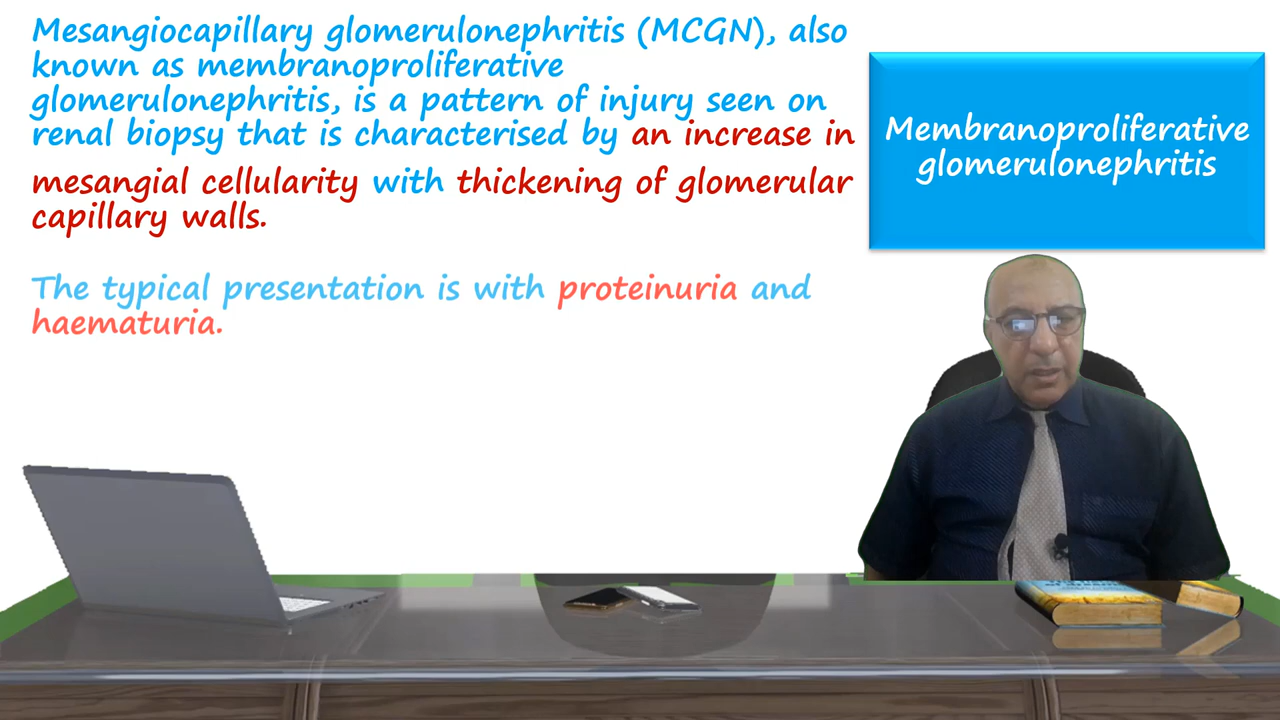 Mesangiocapillary glomerulonephritis (MCGN), also
known as membranoproliferative
glomerulonephritis, is a pattern of injury seen on
renal biopsy that is characterised by an increase in
mesangial cellularity with thickening of glomerular
capillary walls.
The typical presentation is with proteinuria and
haematuria.
Membranoproliferative
glomerulonephritis